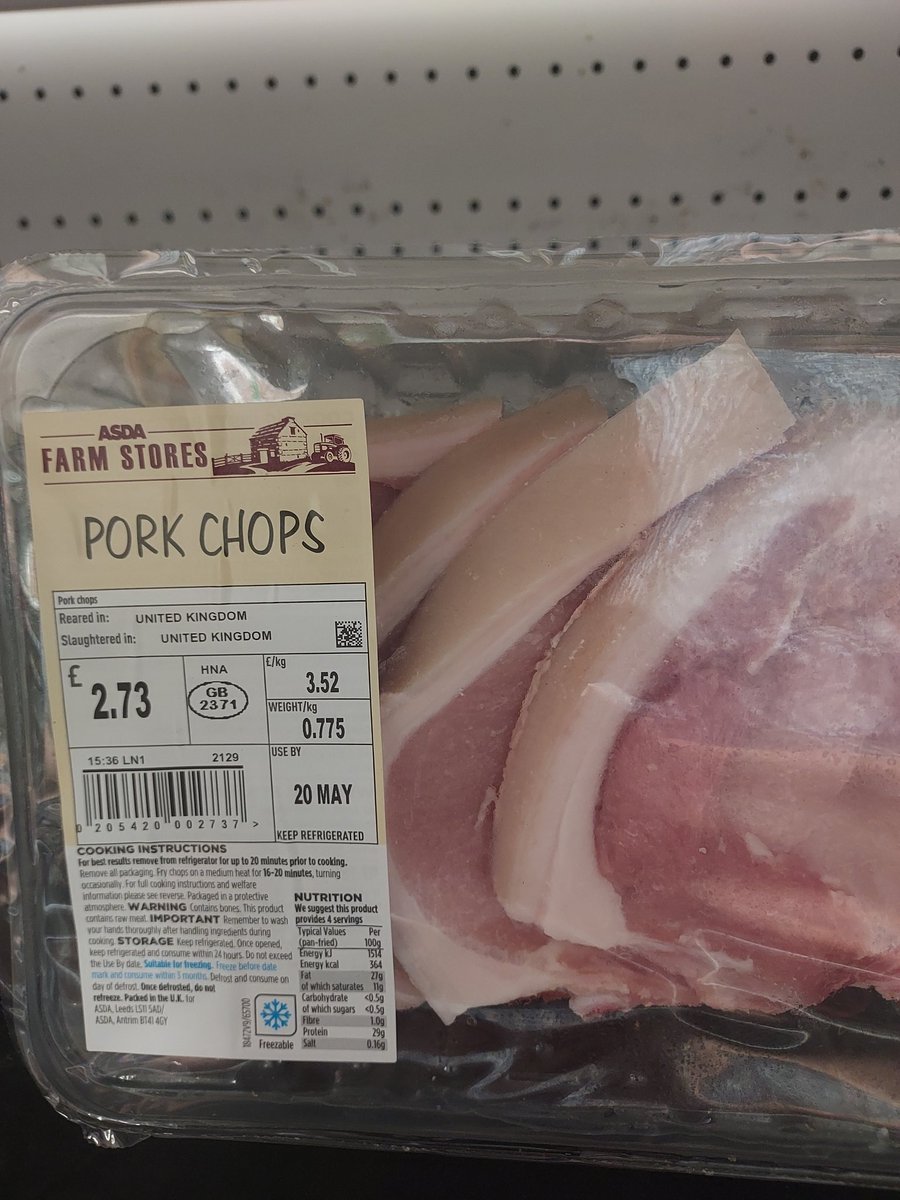 ASDA
FARM STORES
PORK CHOPS
Pork chops
Reared in: UNITED KINGDOM
Slaughtered in: UNITED KINGDOM
£ 2.73
HNA
GB
2371
£/kg
3.52
WEIGHT/kg
0.775
15:36 LN1 2129
0 205420 002737 >
USE BY
20 MAY
KEEP REFRIGERATED
COOKING INSTRUCTIONS
For best results remove from refrigerator for up to 20 minutes prior to cooking.
Remove all packaging. Fry chops on a medium heat for 16-20 minutes, turning
occasionally. For full cooking instructions and welfare
information please see reverse. Packaged in a protective
atmosphere. WARNING Contains bones. This product
contains raw meat. IMPORTANT Remember to wash
your hands thoroughly after handling ingredients during
cooking. STORAGE Keep refrigerated. Once opened,
keep refrigerated and consume within 24 hours. Do not exceed
the Use By date. Suitable for freezing. Freeze before date
mark and consume within 3 months. Defrost and consume on
day of defrost. Once defrosted, do not
refreeze. Packed in the U.K. for
ASDA, Leeds LS11 5AD/
ASDA, Antrim BT41 4GY
Freezable
NUTRITION
We suggest this product
provides 4 servings
Typical Values Per
(pan-fried) 100g
Energy kJ 1514
Energy kcal 364
Fat 27g
of which saturates 11g
Carbohydrate <0.5g
of which sugars <0.5g
Fibre 1.0g
Protein 29g
Salt 0.16g